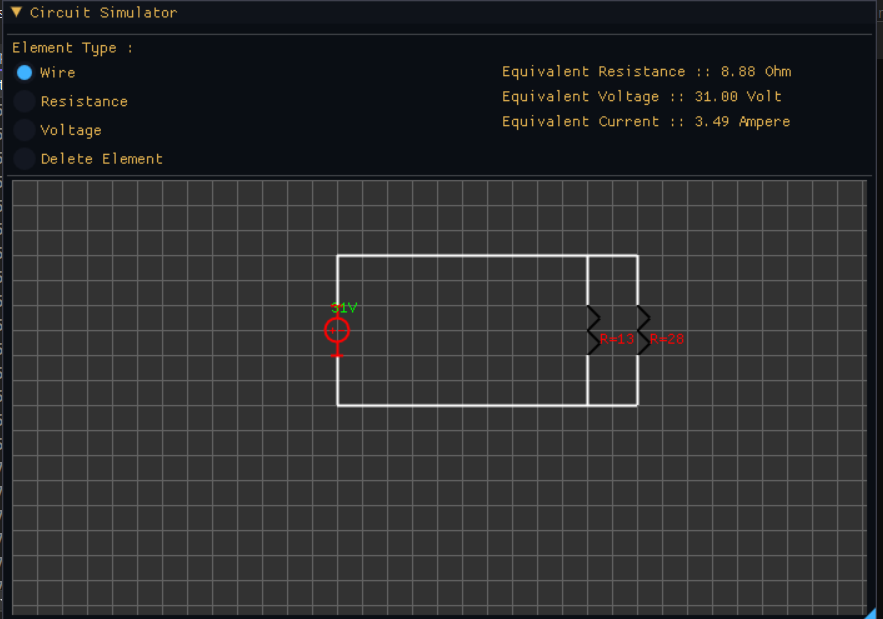 Circuit Simulator
Element Type :
Wire
Resistance
Voltage
Delete Element
Equivalent Resistance :: 8.88 Ohm
Equivalent Voltage :: 31.00 Volt
Equivalent Current :: 3.49 Ampere
31V
R=13
R=28